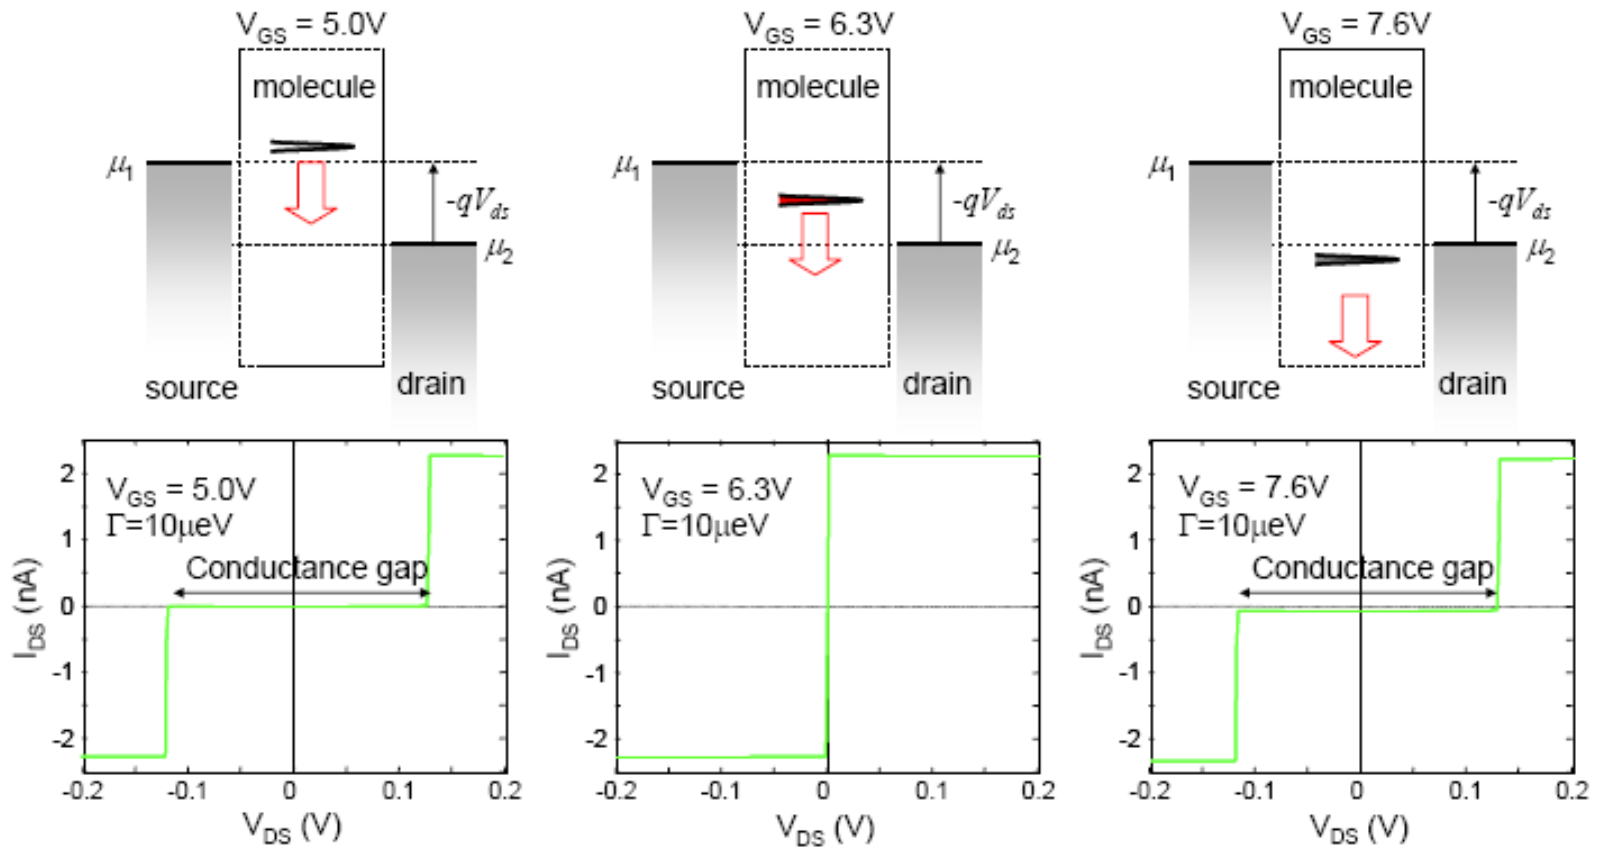 V_GS = 5.0V
V_GS = 6.3V
V_GS = 7.6V
molecule
molecule
molecule
μ₁
-qV_ds
μ₂
μ₁
-qV_ds
μ₂
μ₁
-qV_ds
μ₂
source
drain
source
drain
source
drain
V_GS = 5.0V
Γ=10μeV
Conductance gap
I_DS (nA)
2
1
0
-1
-2
-0.2
-0.1
0
0.1
0.2
V_DS (V)
V_GS = 6.3V
Γ=10μeV
I_DS (nA)
2
1
0
-1
-2
-0.2
-0.1
0
0.1
0.2
V_DS (V)
V_GS = 7.6V
Γ=10μeV
Conductance gap
I_DS (nA)
2
1
0
-1
-2
-0.2
-0.1
0
0.1
0.2
V_DS (V)